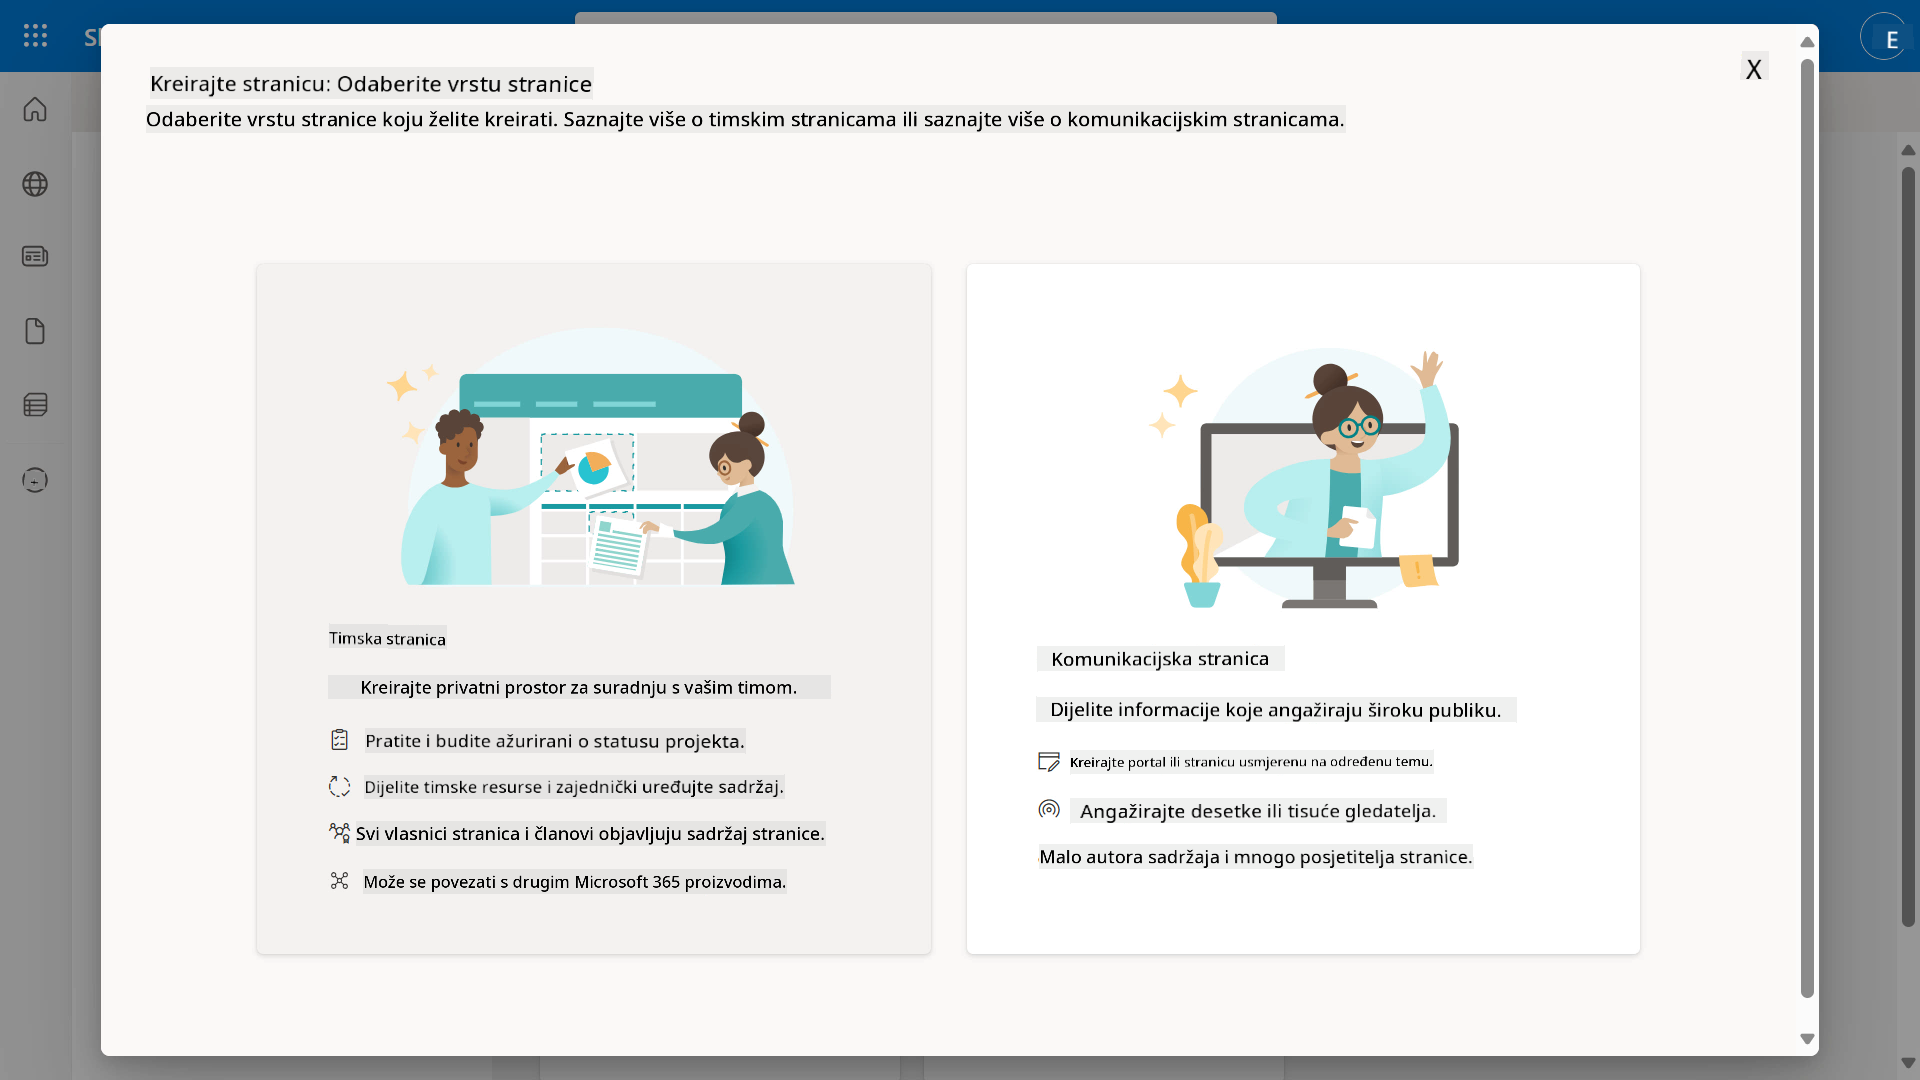 E
X
Kreirajte stranicu: Odaberite vrstu stranice
Odaberite vrstu stranice koju želite kreirati. Saznajte više o timskim stranicama ili saznajte više o komunikacijskim stranicama.
Timska stranica
Kreirajte privatni prostor za suradnju s vašim timom.
Pratite i budite ažurirani o statusu projekta.
Dijelite timske resurse i zajednički uređujte sadržaj.
Svi vlasnici stranica i članovi objavljuju sadržaj stranice.
Može se povezati s drugim Microsoft 365 proizvodima.
Komunikacijska stranica
Dijelite informacije koje angažiraju široku publiku.
Kreirajte portal ili stranicu usmjerenu na određenu temu.
Angažirajte desetke ili tisuće gledatelja.
Malo autora sadržaja i mnogo posjetitelja stranice.